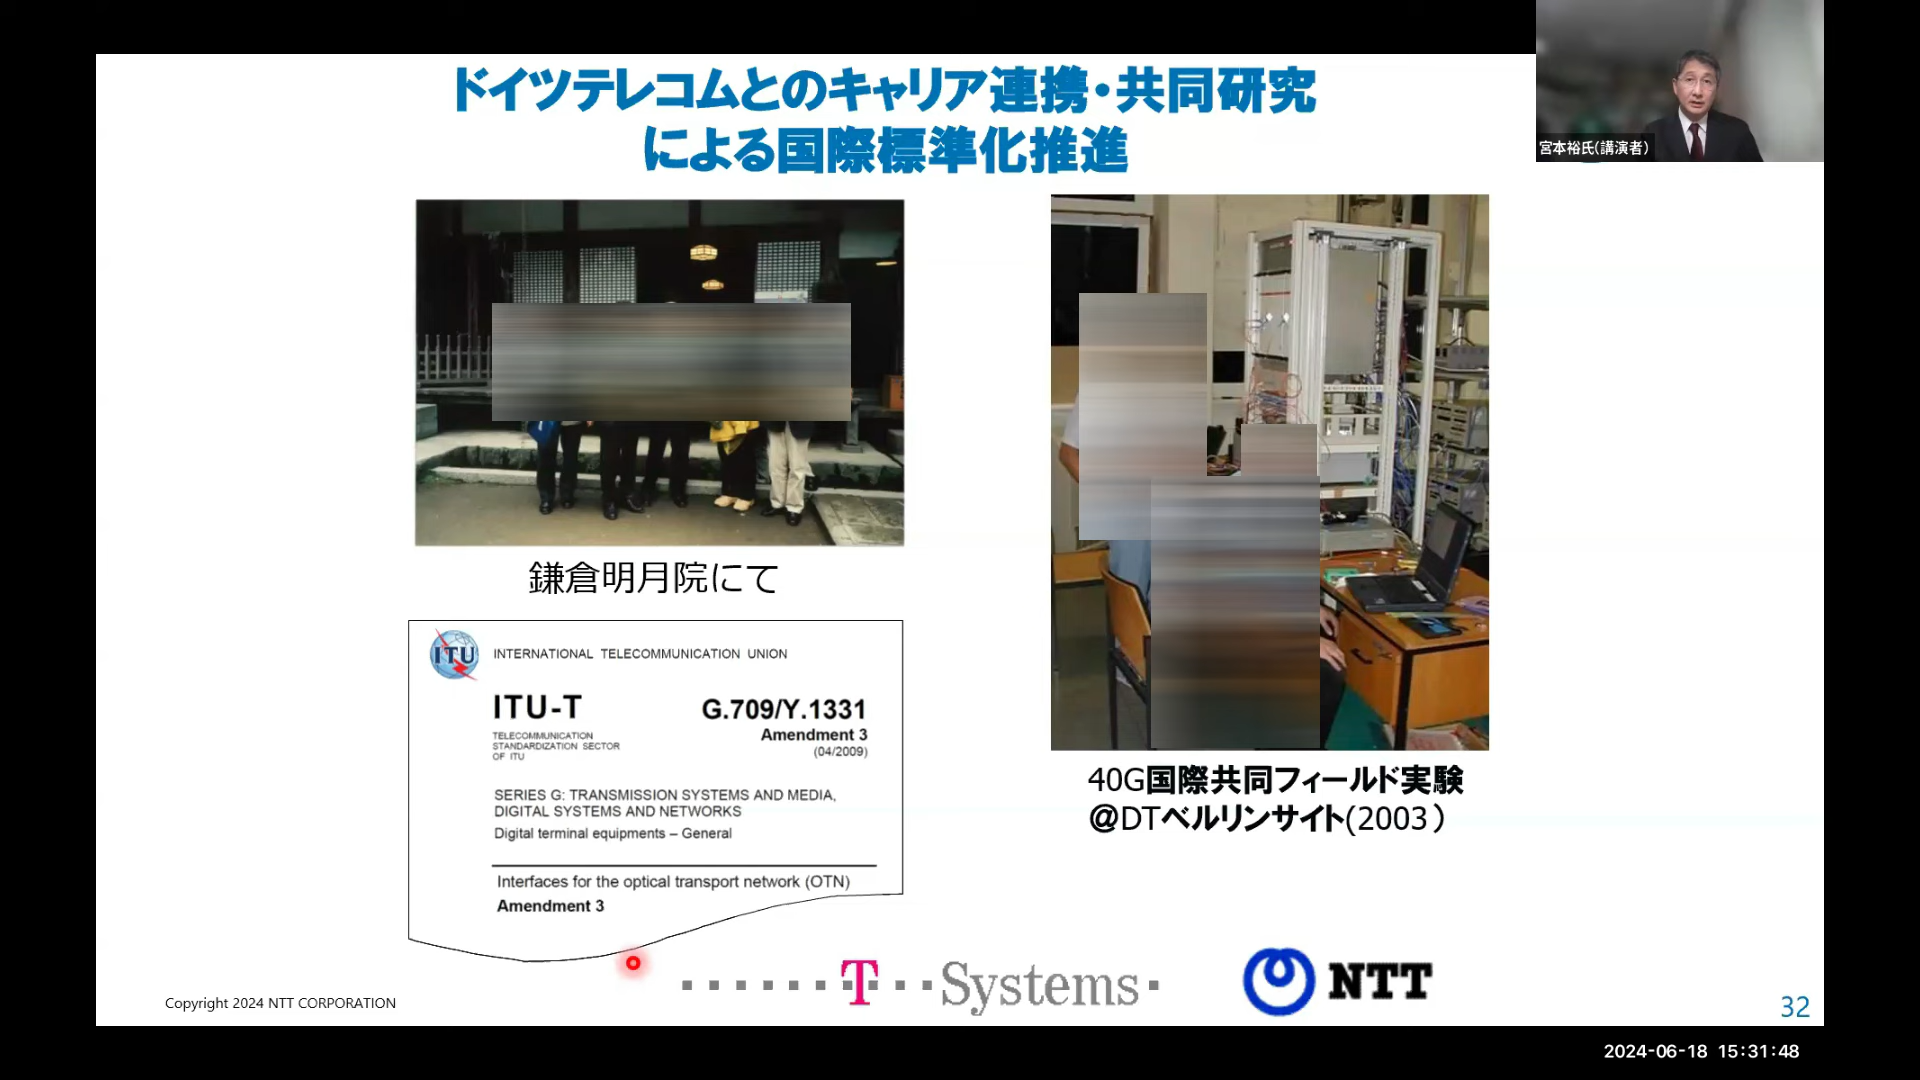 ドイツテレコムとのキャリア連携・共同研究
による国際標準化推進
宮本裕氏(講演者)
鎌倉明月院にて
ITU
INTERNATIONAL TELECOMMUNICATION UNION
ITU-T
G.709/Y.1331
TELECOMMUNICATION
STANDARDIZATION SECTOR
OF ITU
Amendment 3
(04/2009)
SERIES G: TRANSMISSION SYSTEMS AND MEDIA,
DIGITAL SYSTEMS AND NETWORKS
Digital terminal equipments – General
Interfaces for the optical transport network (OTN)
Amendment 3
40G国際共同フィールド実験
@DTベルリンサイト(2003)
T Systems
NTT
Copyright 2024 NTT CORPORATION
32
2024-06-18 15:31:48